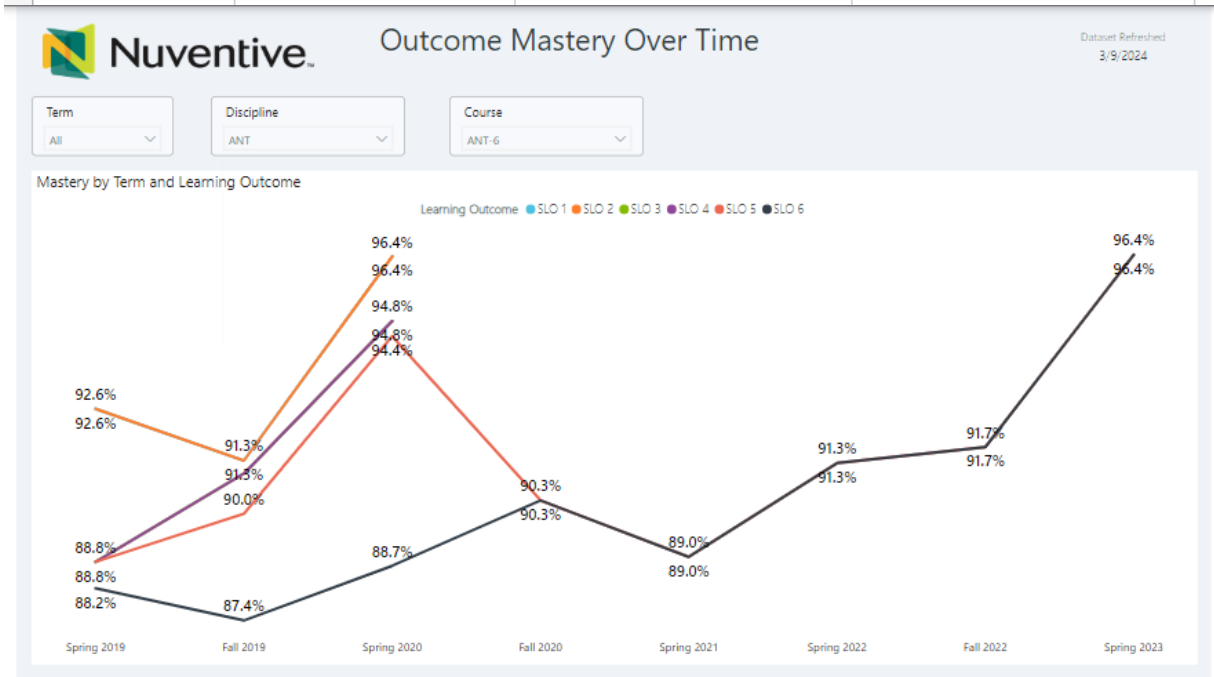 Nuventive™
Outcome Mastery Over Time
Dataset Refreshed
3/9/2024
Term
All
Discipline
ANT
Course
ANT-6
Mastery by Term and Learning Outcome
Learning Outcome SLO 1 SLO 2 SLO 3 SLO 4 SLO 5 SLO 6
96.4%
96.4%
94.8%
94.8%
94.4%
92.6%
92.6%
91.3%
91.3%
90.0%
88.8%
88.8%
88.2%
87.4%
88.7%
90.3%
90.3%
89.0%
89.0%
91.3%
91.3%
91.7%
91.7%
96.4%
96.4%
Spring 2019 Fall 2019 Spring 2020 Fall 2020 Spring 2021 Spring 2022 Fall 2022 Spring 2023